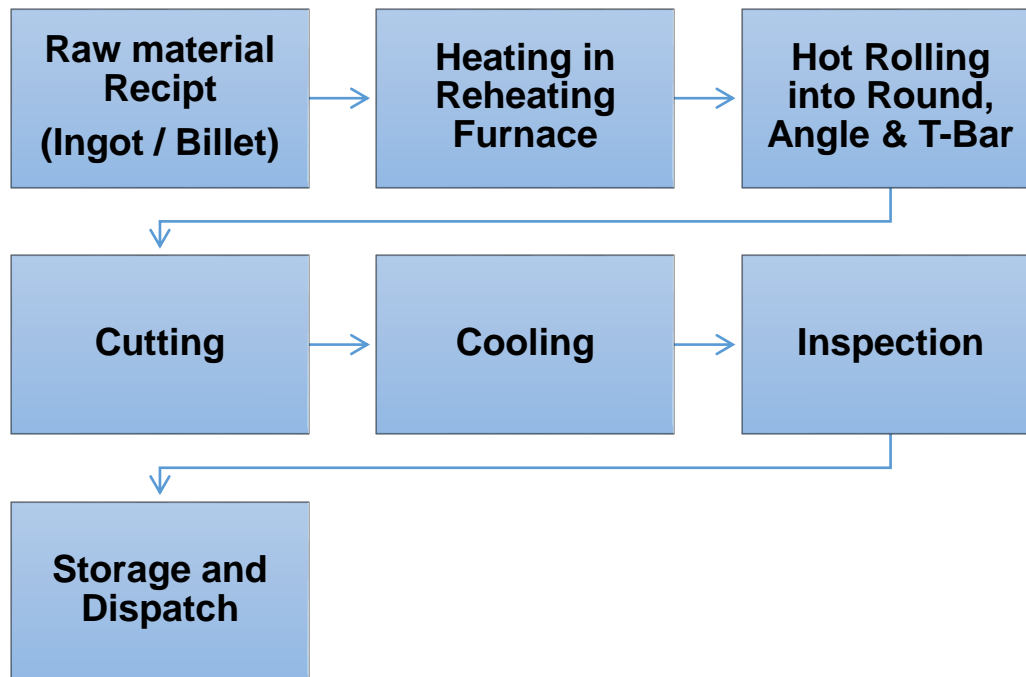 Raw material
Recipt
(Ingot / Billet)
Heating in
Reheating
Furnace
Hot Rolling
into Round,
Angle & T-Bar
Cutting
Cooling
Inspection
Storage and
Dispatch